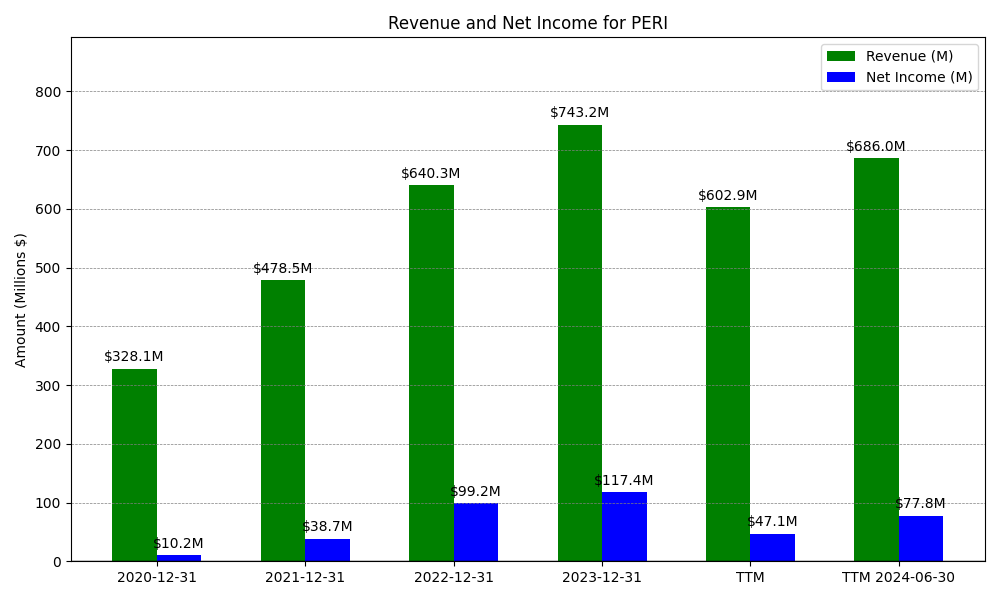 Revenue and Net Income for PERI
Revenue (M)
Net Income (M)
Amount (Millions $)
800
700
600
500
400
300
200
100
0
$328.1M
$10.2M
$478.5M
$38.7M
$640.3M
$99.2M
$743.2M
$117.4M
$602.9M
$47.1M
$686.0M
$77.8M
2020-12-31
2021-12-31
2022-12-31
2023-12-31
TTM
TTM 2024-06-30